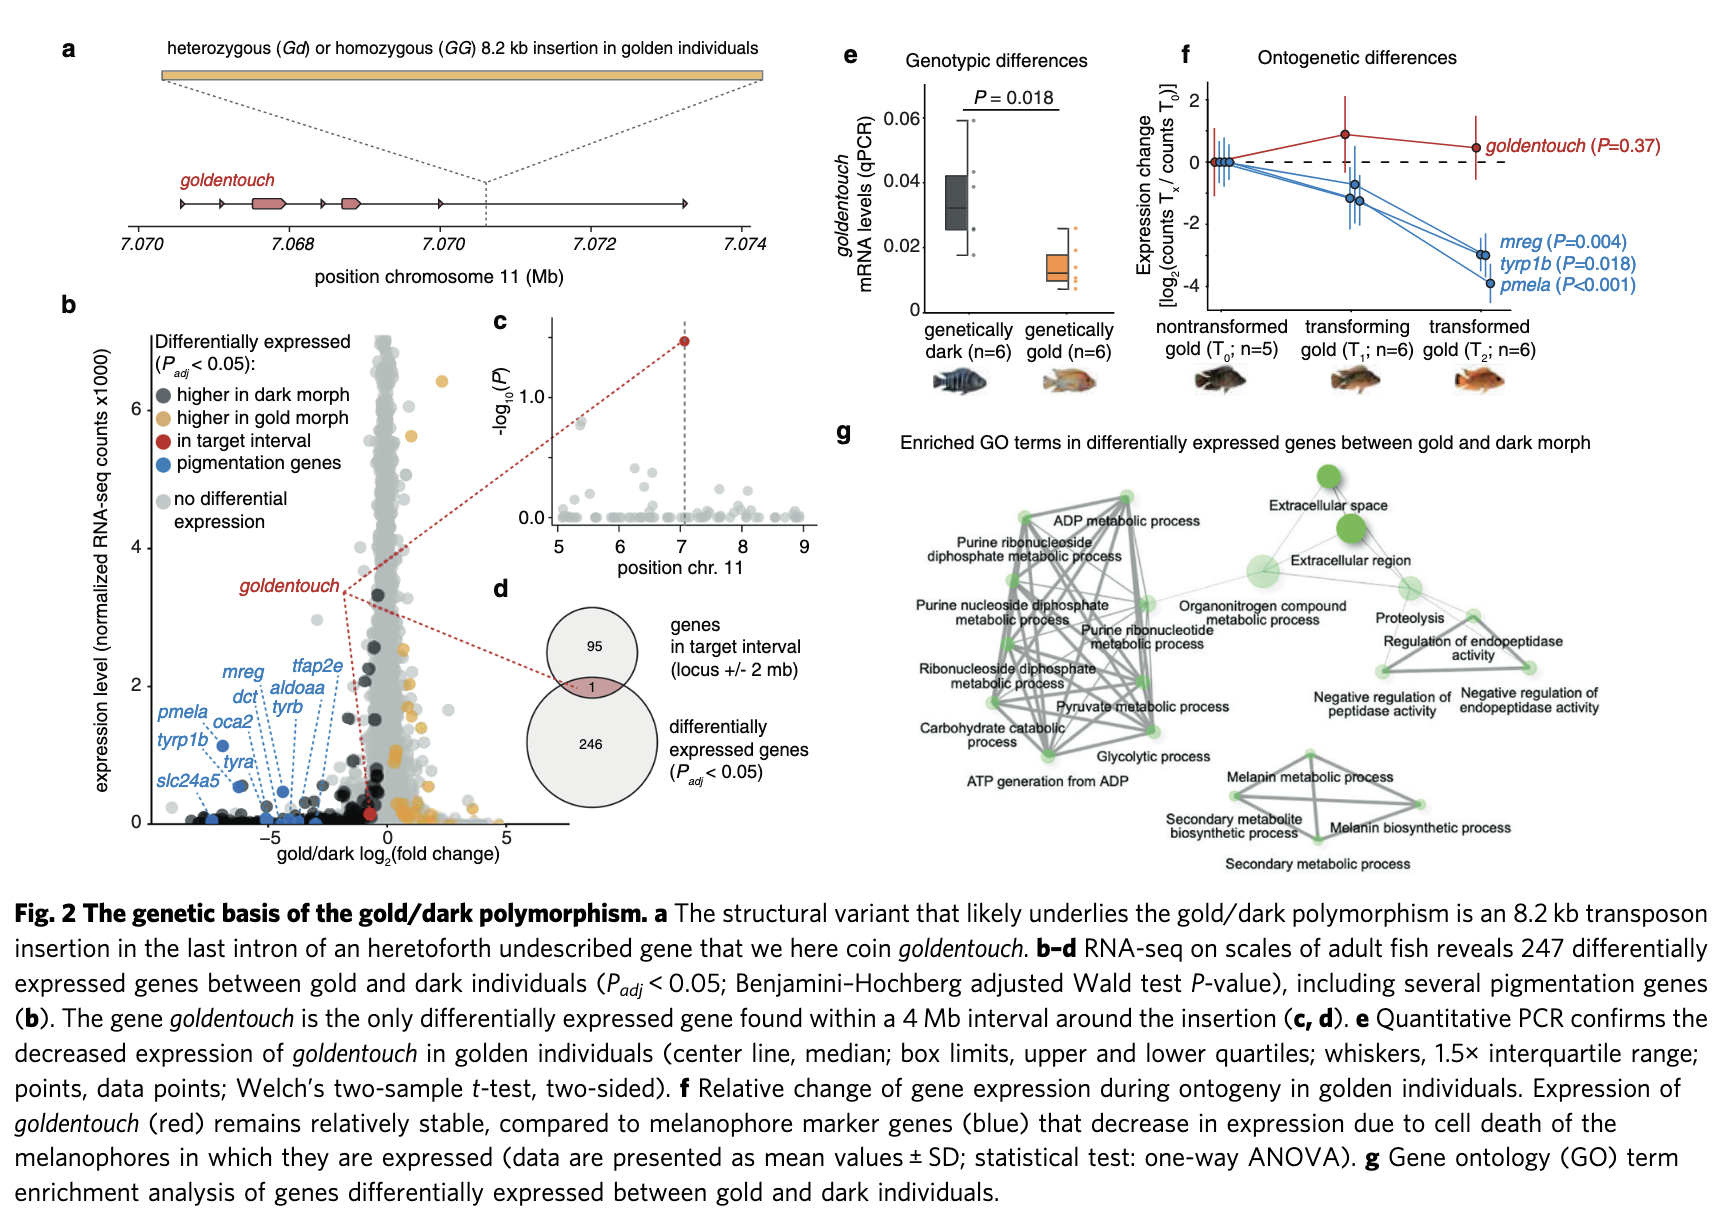 a
heterozygous (Gd) or homozygous (GG) 8.2 kb insertion in golden individuals
goldentouch
7.070 7.068 7.070 7.072 7.074
position chromosome 11 (Mb)
b
expression level (normalized RNA-seq counts x1000)
Differentially expressed
(Padj < 0.05):
higher in dark morph
higher in gold morph
in target interval
pigmentation genes
no differential
expression
6
4
2
0
goldentouch
tfap2e
mreg
aldoaa
dct
tyrb
pmela
oca2
tyrp1b
tyra
slc24a5
−5 0 5
gold/dark log2(fold change)
c
-log10(P)
1.0
0.0
5 6 7 8 9
position chr. 11
d
95
genes
in target interval
(locus +/- 2 mb)
1
246
differentially
expressed genes
(Padj < 0.05)
e
Genotypic differences
goldentouch
mRNA levels (qPCR)
P = 0.018
0.06
0.04
0.02
0
genetically
dark (n=6)
genetically
gold (n=6)
f
Ontogenetic differences
Expression change
[log2(counts Tx / counts T0)]
2
0
-2
-4
goldentouch (P=0.37)
mreg (P=0.004)
tyrp1b (P=0.018)
pmela (P<0.001)
nontransformed
gold (T0; n=5)
transforming
gold (T1; n=6)
transformed
gold (T2; n=6)
g
Enriched GO terms in differentially expressed genes between gold and dark morph
Extracellular space
ADP metabolic process
Purine ribonucleoside
diphosphate metabolic process
Extracellular region
Purine nucleoside diphosphate
metabolic process
Organonitrogen compound
metabolic process
Proteolysis
Purine ribonucleotide
metabolic process
Regulation of endopeptidase
activity
Ribonucleoside diphosphate
metabolic process
Negative regulation of
peptidase activity
Negative regulation of
endopeptidase activity
Pyruvate metabolic process
Carbohydrate catabolic
process
Glycolytic process
ATP generation from ADP
Melanin metabolic process
Secondary metabolite
biosynthetic process
Melanin biosynthetic process
Secondary metabolic process
Fig. 2 The genetic basis of the gold/dark polymorphism. a The structural variant that likely underlies the gold/dark polymorphism is an 8.2 kb transposon
insertion in the last intron of an heretoforth undescribed gene that we here coin goldentouch. b–d RNA-seq on scales of adult fish reveals 247 differentially
expressed genes between gold and dark individuals (Padj < 0.05; Benjamini–Hochberg adjusted Wald test P-value), including several pigmentation genes
(b). The gene goldentouch is the only differentially expressed gene found within a 4 Mb interval around the insertion (c, d). e Quantitative PCR confirms the
decreased expression of goldentouch in golden individuals (center line, median; box limits, upper and lower quartiles; whiskers, 1.5× interquartile range;
points, data points; Welch's two-sample t-test, two-sided). f Relative change of gene expression during ontogeny in golden individuals. Expression of
goldentouch (red) remains relatively stable, compared to melanophore marker genes (blue) that decrease in expression due to cell death of the
melanophores in which they are expressed (data are presented as mean values ± SD; statistical test: one-way ANOVA). g Gene ontology (GO) term
enrichment analysis of genes differentially expressed between gold and dark individuals.